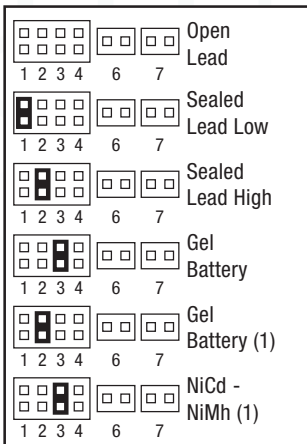 Open
Lead
1 2 3 4 6 7
Sealed
Lead Low
1 2 3 4 6 7
Sealed
Lead High
1 2 3 4 6 7
Gel
Battery
1 2 3 4 6 7
Gel
Battery (1)
1 2 3 4 6 7
NiCd -
NiMh (1)
1 2 3 4 6 7